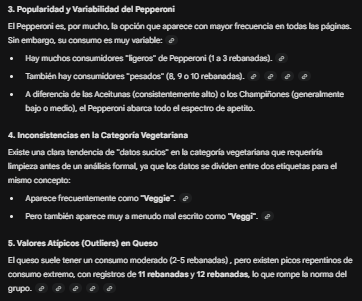 3. Popularidad y Variabilidad del Pepperoni
El Pepperoni es, por mucho, la opción que aparece con mayor frecuencia en todas las páginas.
Sin embargo, su consumo es muy variable:
• Hay muchos consumidores "ligeros" de Pepperoni (1 a 3 rebanadas).
• También hay consumidores "pesados" (8, 9 o 10 rebanadas).
• A diferencia de las Aceitunas (consistentemente alto) o los Champiñones (generalmente
bajo o medio), el Pepperoni abarca todo el espectro de apetito.
4. Inconsistencias en la Categoría Vegetariana
Existe una clara tendencia de "datos sucios" en la categoría vegetariana que requeriría
limpieza antes de un análisis formal, ya que los datos se dividen entre dos etiquetas para el
mismo concepto:
• Aparece frecuentemente como "Veggie".
• Pero también aparece muy a menudo mal escrito como "Veggi".
5. Valores Atípicos (Outliers) en Queso
El queso suele tener un consumo moderado (2-5 rebanadas) , pero existen picos repentinos de
consumo extremo, con registros de 11 rebanadas y 12 rebanadas, lo que rompe la norma del
grupo.